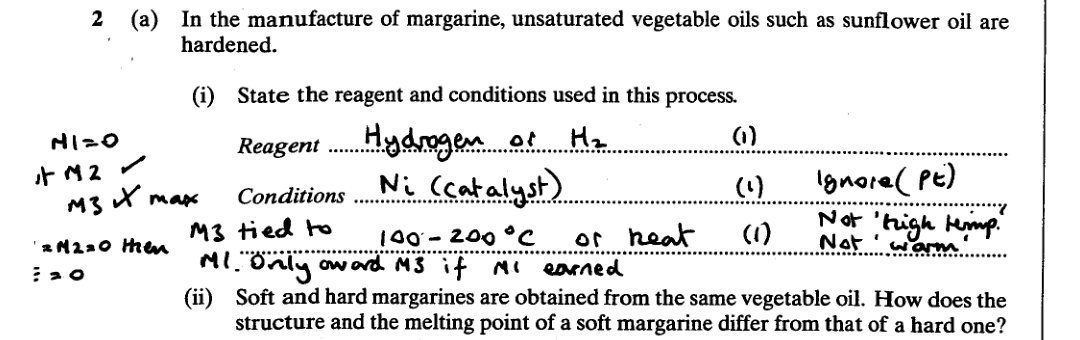 2 (a) In the manufacture of margarine, unsaturated vegetable oils such as sunflower oil are
hardened.
(i) State the reagent and conditions used in this process.
M1=0
if M2 ✓
M3 ✗ max
Reagent Hydrogen or H2 (1)
Conditions Ni (catalyst) (1) Ignore (Pt)
= M2=0 then
= 0
M3 tied to 100-200°C or heat (1) Not 'high temp.'
Not 'warm'
M1. Only award M3 if M1 earned
(ii) Soft and hard margarines are obtained from the same vegetable oil. How does the
structure and the melting point of a soft margarine differ from that of a hard one?